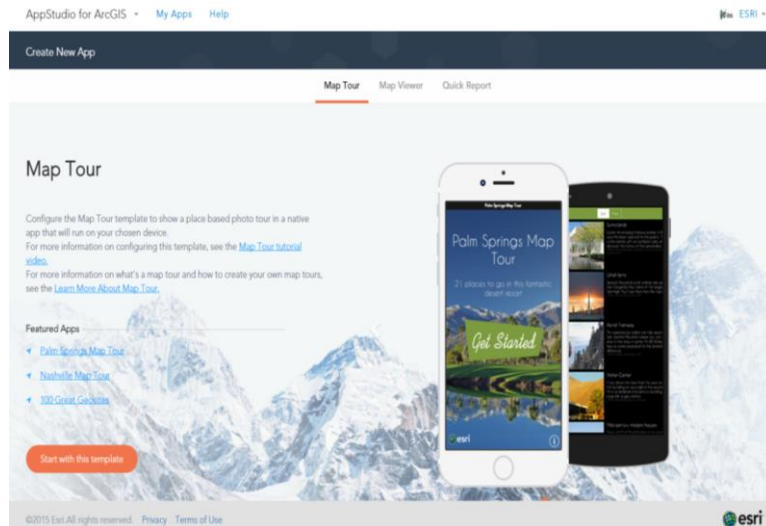 AppStudio for ArcGIS My Apps Help
ESRI
Create New App
Map Tour Map Viewer Quick Report
Map Tour
Configure the Map Tour template to show a place based photo tour in a native
app that will run on your chosen device.
For more information on configuring this template, see the Map Tour tutorial
video.
For more information on what's a map tour and how to create your own map tours,
see the Learn More About Map Tour.
Featured Apps
Palm Springs Map Tour
Nashville Map Tour
100 Great Geosites
Start with this template
Palm Springs Map Tour
Palm Springs Map
Tour
21 places to go in this fantastic
desert resort
Get Started
esri
©2015 Esri. All rights reserved. Privacy Terms of Use
esri